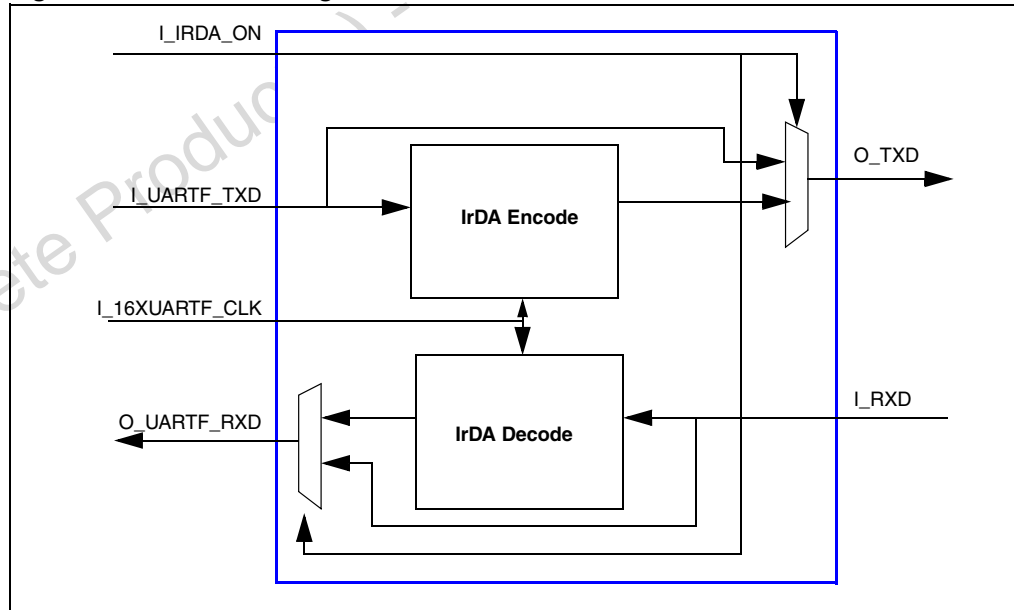 I_IRDA_ON
O_TXD
I_UARTF_TXD
IrDA Encode
I_16XUARTF_CLK
I_RXD
O_UARTF_RXD
IrDA Decode